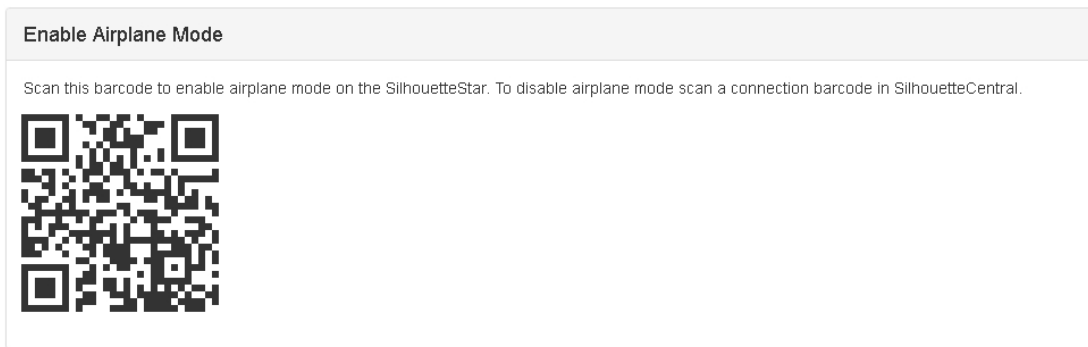 Enable Airplane Mode
Scan this barcode to enable airplane mode on the SilhouetteStar. To disable airplane mode scan a connection barcode in SilhouetteCentral.